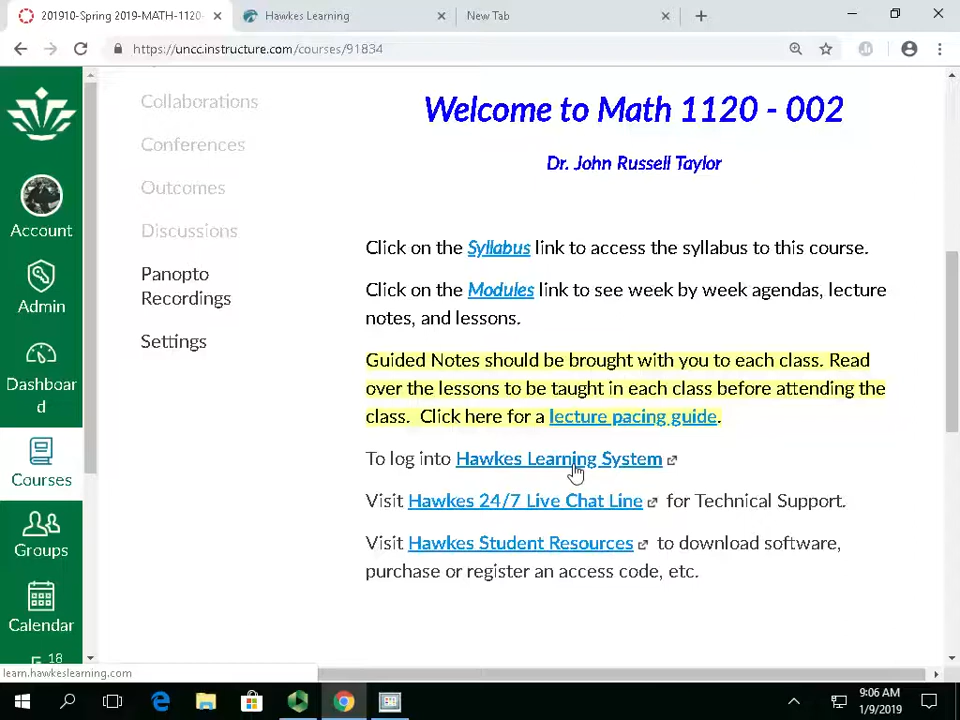 201910-Spring 2019-MATH-1120-
Hawkes Learning
New Tab
https://uncc.instructure.com/courses/91834
Account
Admin
Dashboar
d
Courses
Groups
Calendar
18
Collaborations
Conferences
Outcomes
Discussions
Panopto
Recordings
Settings
Welcome to Math 1120 - 002
Dr. John Russell Taylor
Click on the Syllabus link to access the syllabus to this course.
Click on the Modules link to see week by week agendas, lecture
notes, and lessons.
Guided Notes should be brought with you to each class. Read
over the lessons to be taught in each class before attending the
class. Click here for a lecture pacing guide.
To log into Hawkes Learning System
Visit Hawkes 24/7 Live Chat Line for Technical Support.
Visit Hawkes Student Resources to download software,
purchase or register an access code, etc.
learn.hawkeslearning.com
9:06 AM
1/9/2019